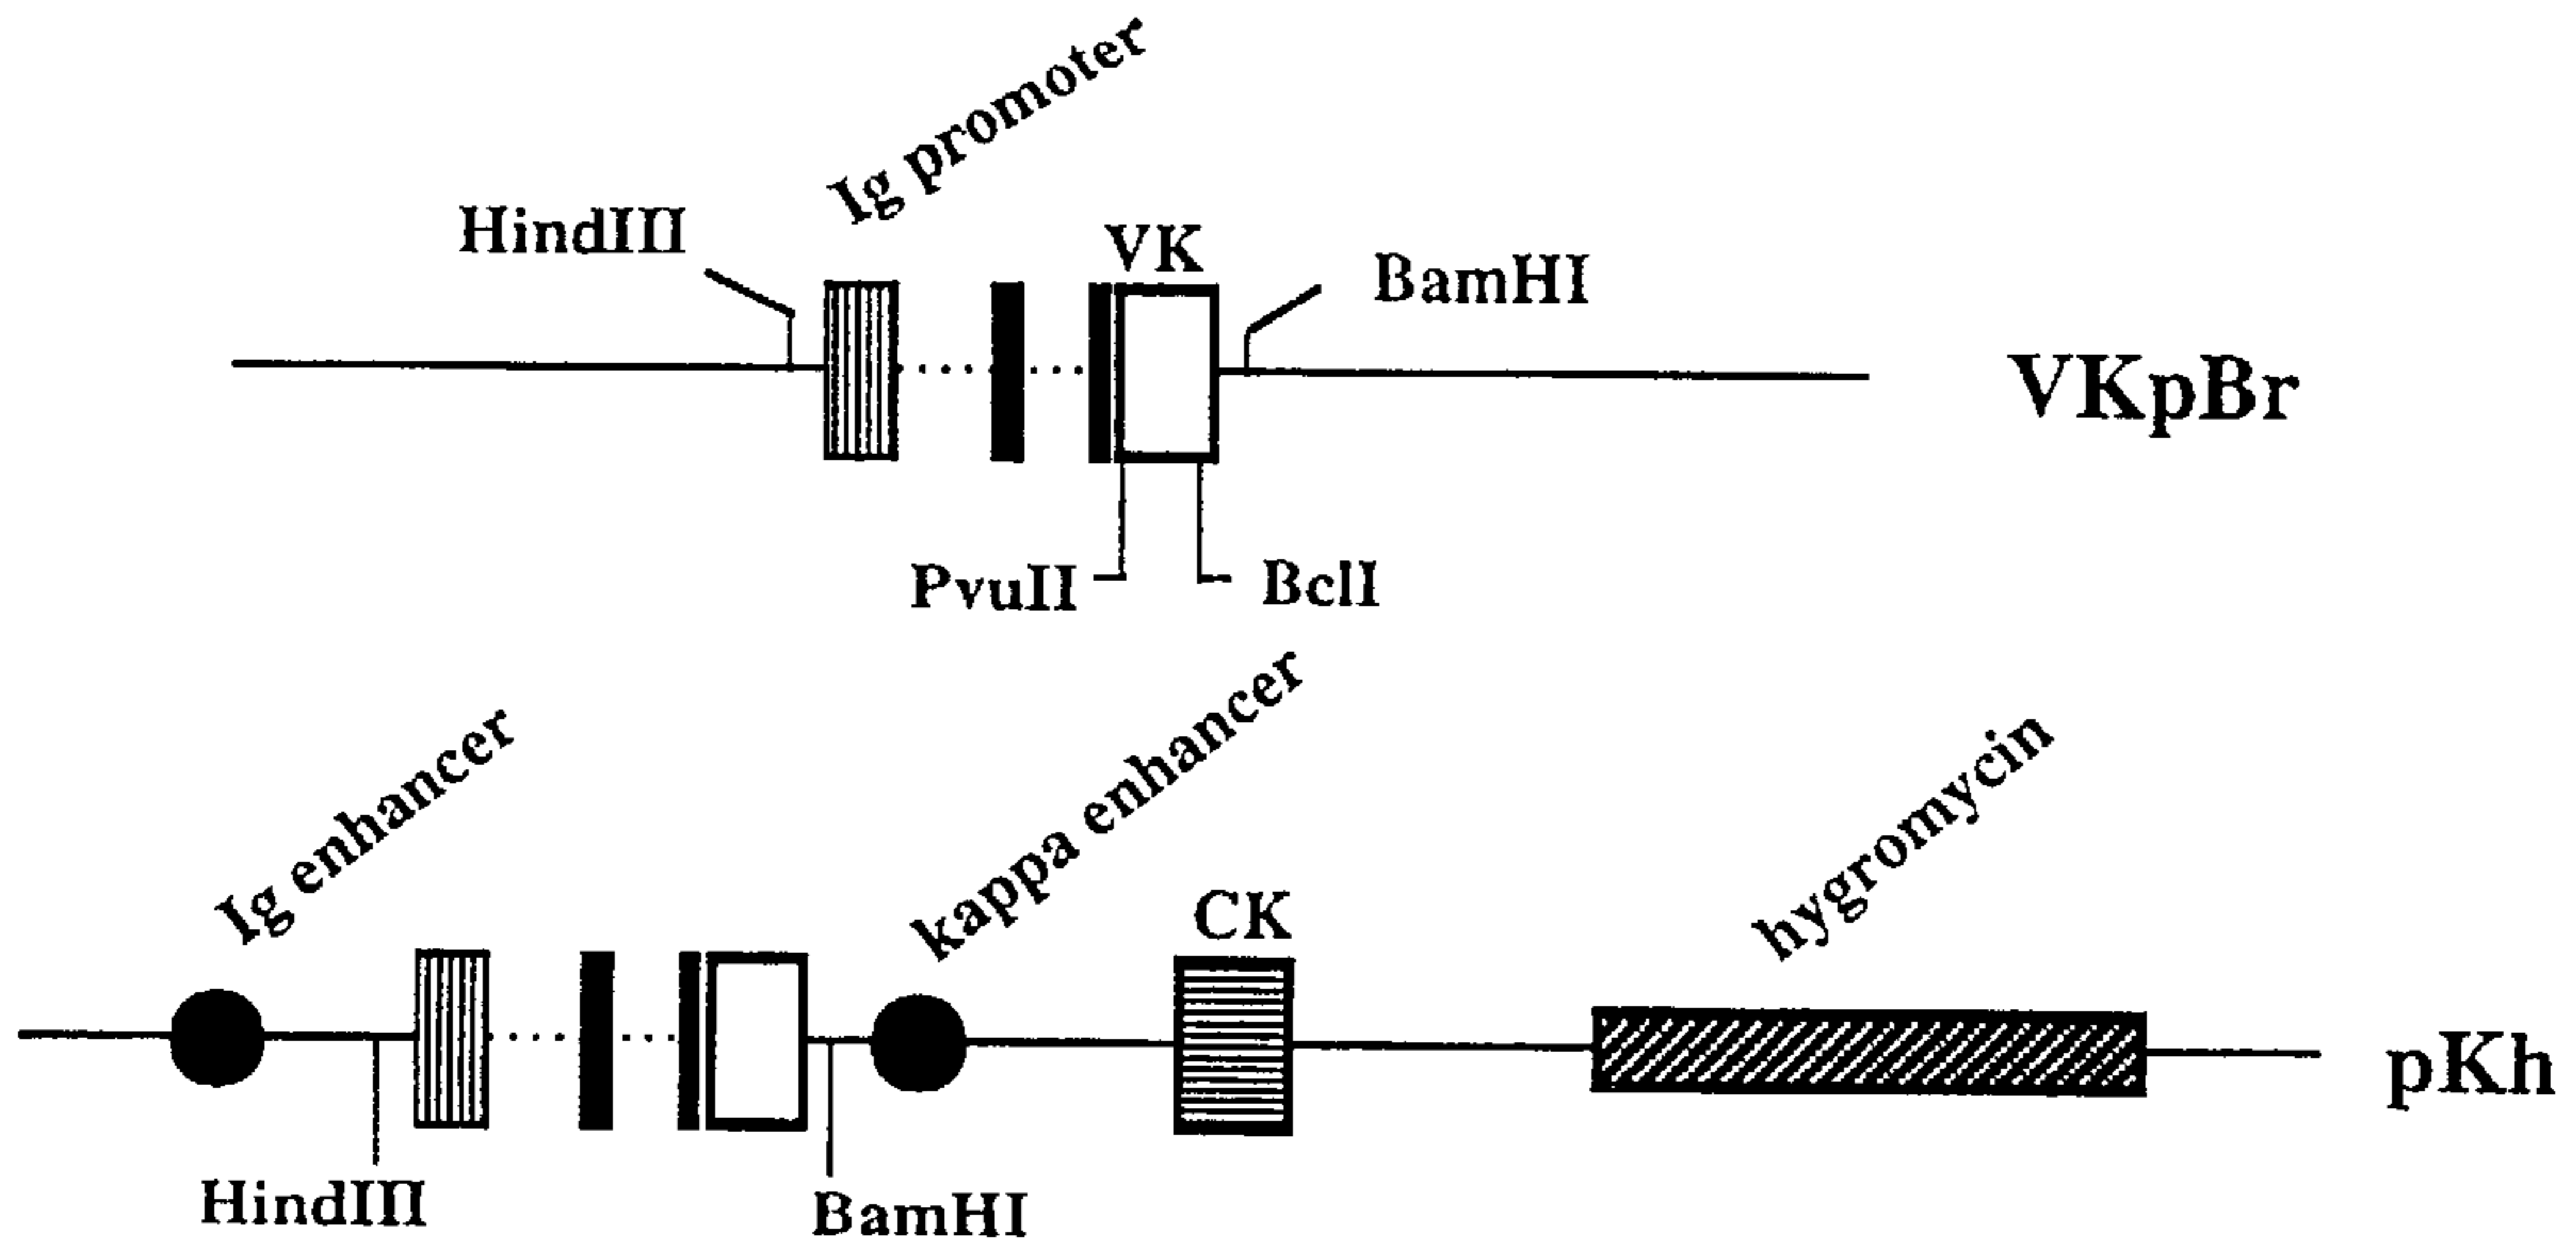 Ig promoter
HindIII
VK
BamHI
VKpBr
PvuII
BclI
Ig enhancer
kappa enhancer
CK
hygromycin
pKh
HindIII
BamHI